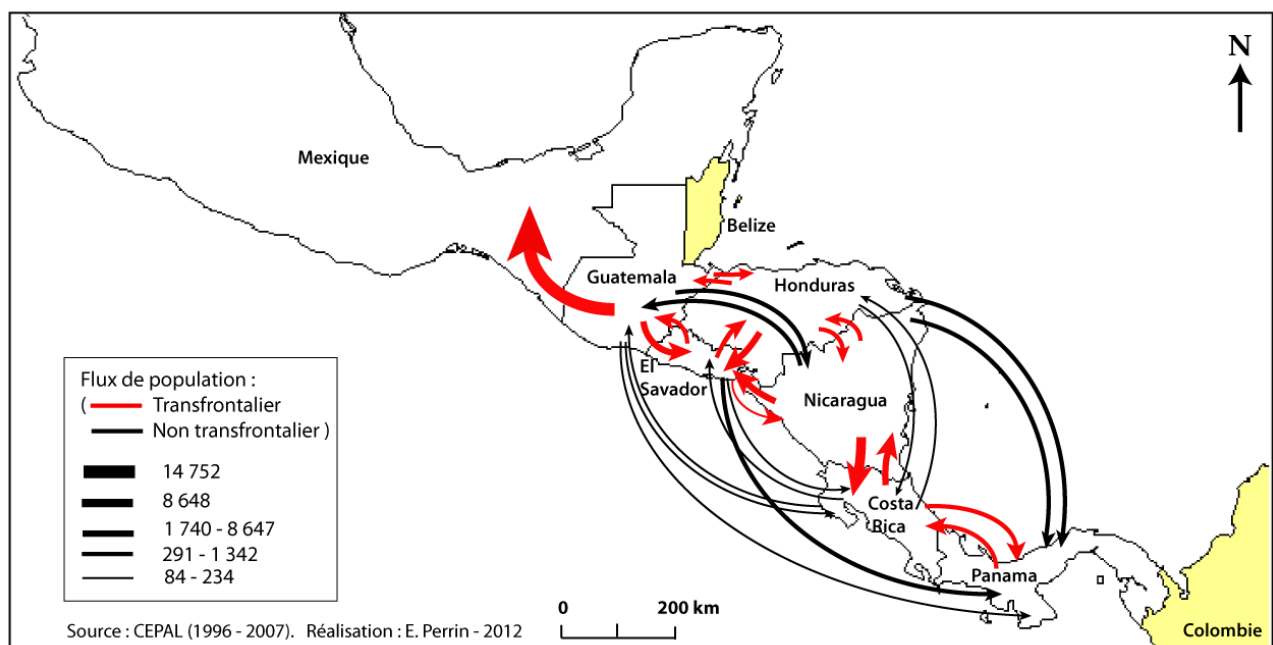 N
Mexique
Belize
Guatemala
Honduras
El
Savador
Nicaragua
Costa
Rica
Panama
Colombie
Flux de population :
( Transfrontalier
Non transfrontalier )
14 752
8 648
1 740 - 8 647
291 - 1 342
84 - 234
0 200 km
Source : CEPAL (1996 - 2007). Réalisation : E. Perrin - 2012